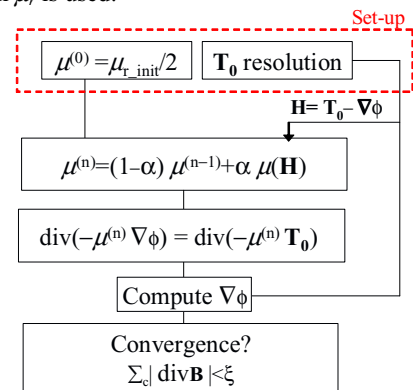 is used.
Set-up
μ⁽⁰⁾ =μr_init/2
T₀ resolution
H= T₀– ∇ϕ
μ⁽ⁿ⁾=(1–α) μ⁽ⁿ⁻¹⁾+α μ(H)
div(–μ⁽ⁿ⁾ ∇ϕ) = div(–μ⁽ⁿ⁾ T₀)
Compute ∇ϕ
Convergence?
Σc| divB |<ξ